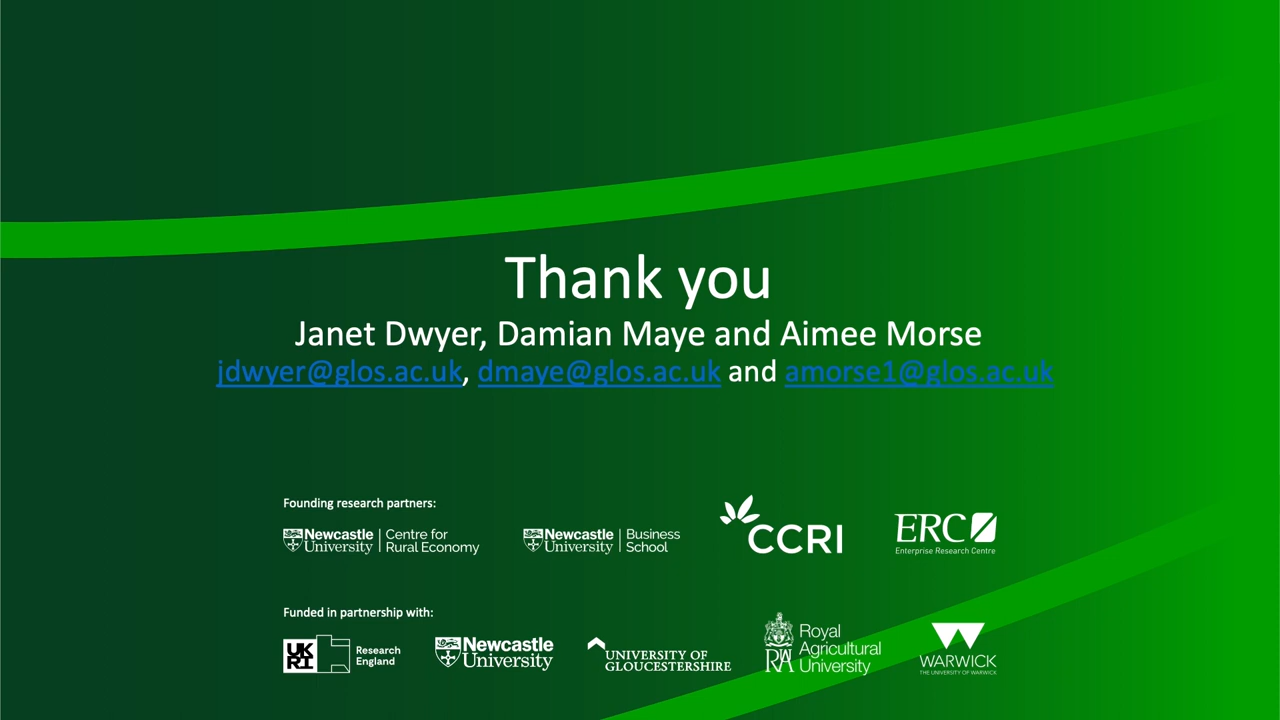 Thank you
Janet Dwyer, Damian Maye and Aimee Morse
jdwyer@glos.ac.uk, dmaye@glos.ac.uk and amorse1@glos.ac.uk
Founding research partners:
Newcastle University Centre for Rural Economy
Newcastle University Business School
CCRI
ERC
Enterprise Research Centre
Funded in partnership with:
UKRI Research England
Newcastle University
UNIVERSITY OF GLOUCESTERSHIRE
RA Royal Agricultural University
WARWICK
THE UNIVERSITY OF WARWICK